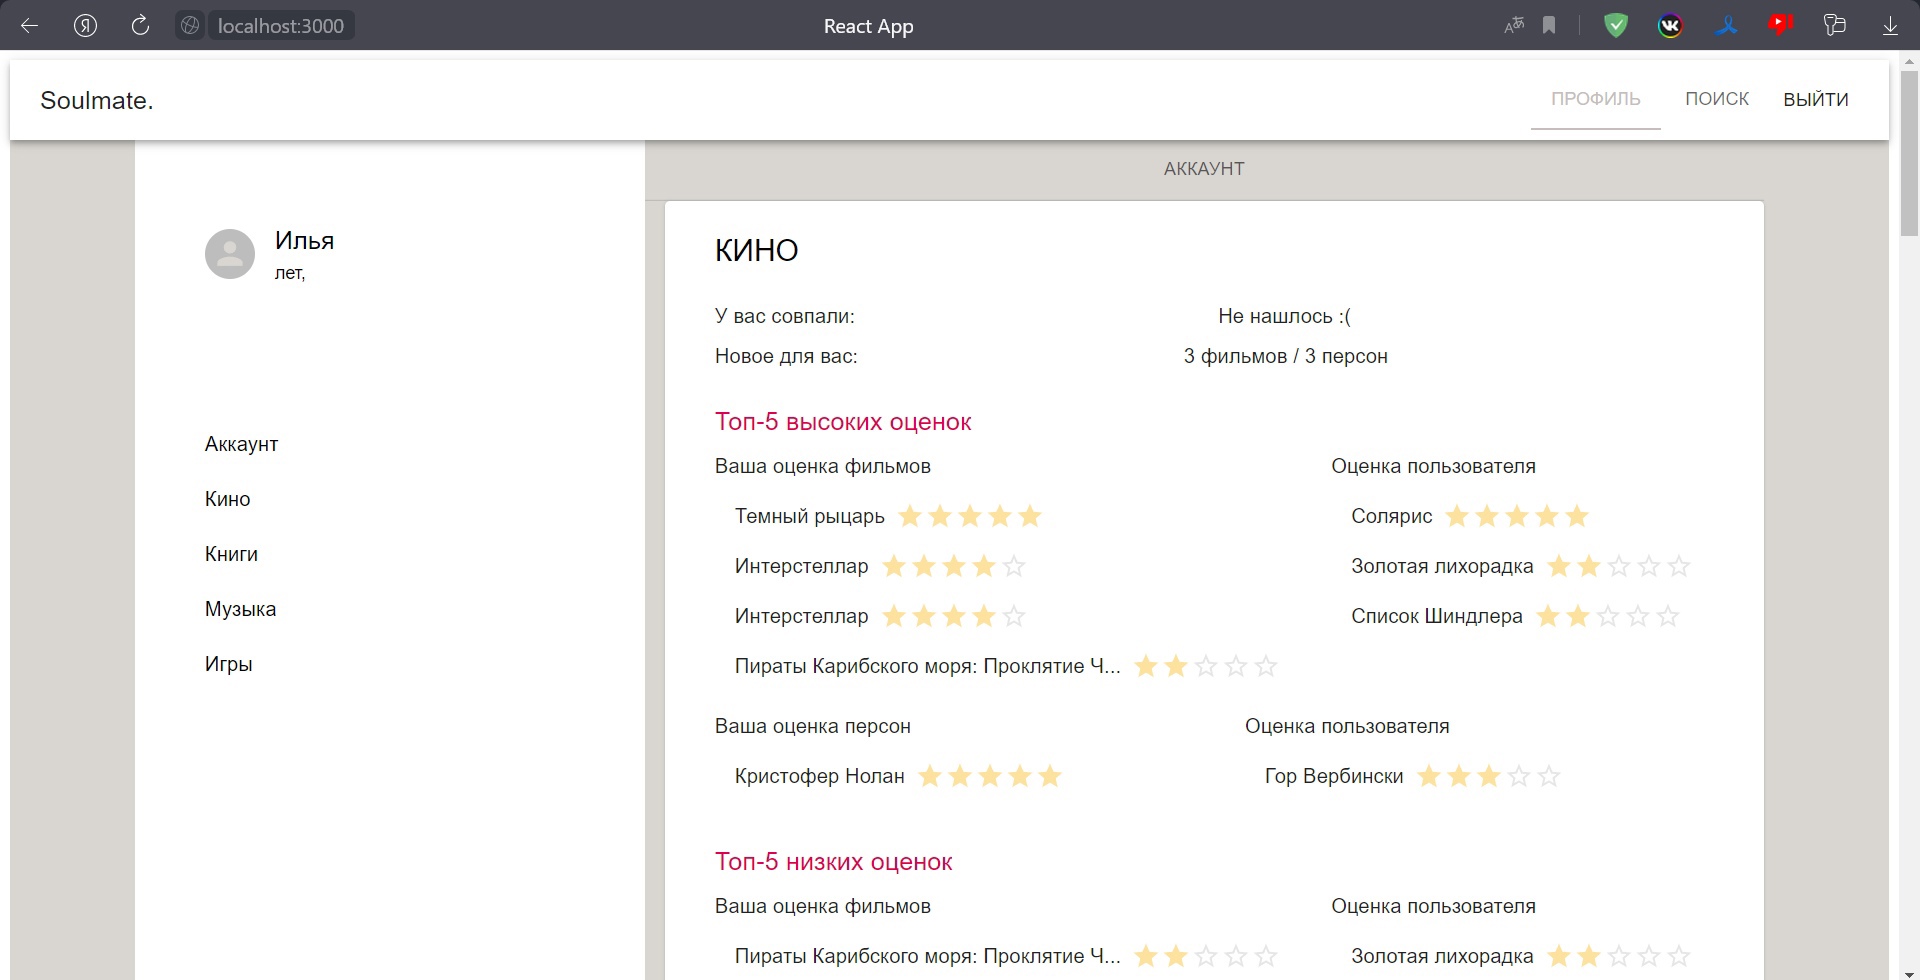 localhost:3000
React App
Soulmate.
ПРОФИЛЬ ПОИСК ВЫЙТИ
АККАУНТ
Илья
лет,
Аккаунт
Кино
Книги
Музыка
Игры
КИНО
У вас совпали: Не нашлось :(
Новое для вас: 3 фильмов / 3 персон
Топ-5 высоких оценок
Ваша оценка фильмов Оценка пользователя
Темный рыцарь Солярис
Интерстеллар Золотая лихорадка
Интерстеллар Список Шиндлера
Пираты Карибского моря: Проклятие Ч...
Ваша оценка персон Оценка пользователя
Кристофер Нолан Гор Вербински
Топ-5 низких оценок
Ваша оценка фильмов Оценка пользователя
Пираты Карибского моря: Проклятие Ч... Золотая лихорадка